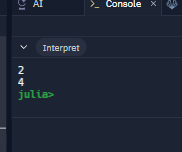 AI
>_ Console ×
Interpret
2
4
julia>